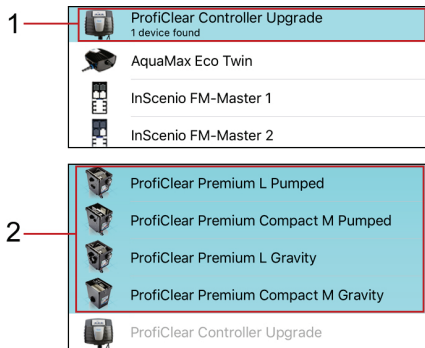 1
ProfiClear Controller Upgrade
1 device found
AquaMax Eco Twin
InScenio FM-Master 1
InScenio FM-Master 2
2
ProfiClear Premium L Pumped
ProfiClear Premium Compact M Pumped
ProfiClear Premium L Gravity
ProfiClear Premium Compact M Gravity
ProfiClear Controller Upgrade